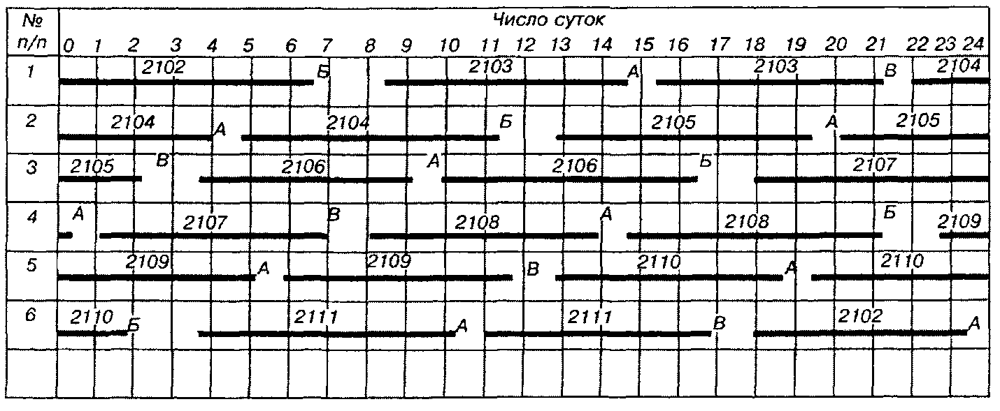 № п/п Число суток
0 1 2 3 4 5 6 7 8 9 10 11 12 13 14 15 16 17 18 19 20 21 22 23 24
1 2102 Б 2103 А 2103 В 2104
2 2104 А 2104 Б 2105 А 2105
3 2105 В 2106 А 2106 Б 2107
4 А 2107 В 2108 А 2108 Б 2109
5 2109 А 2109 В 2110 А 2110
6 2110 Б 2111 А 2111 В 2102 А